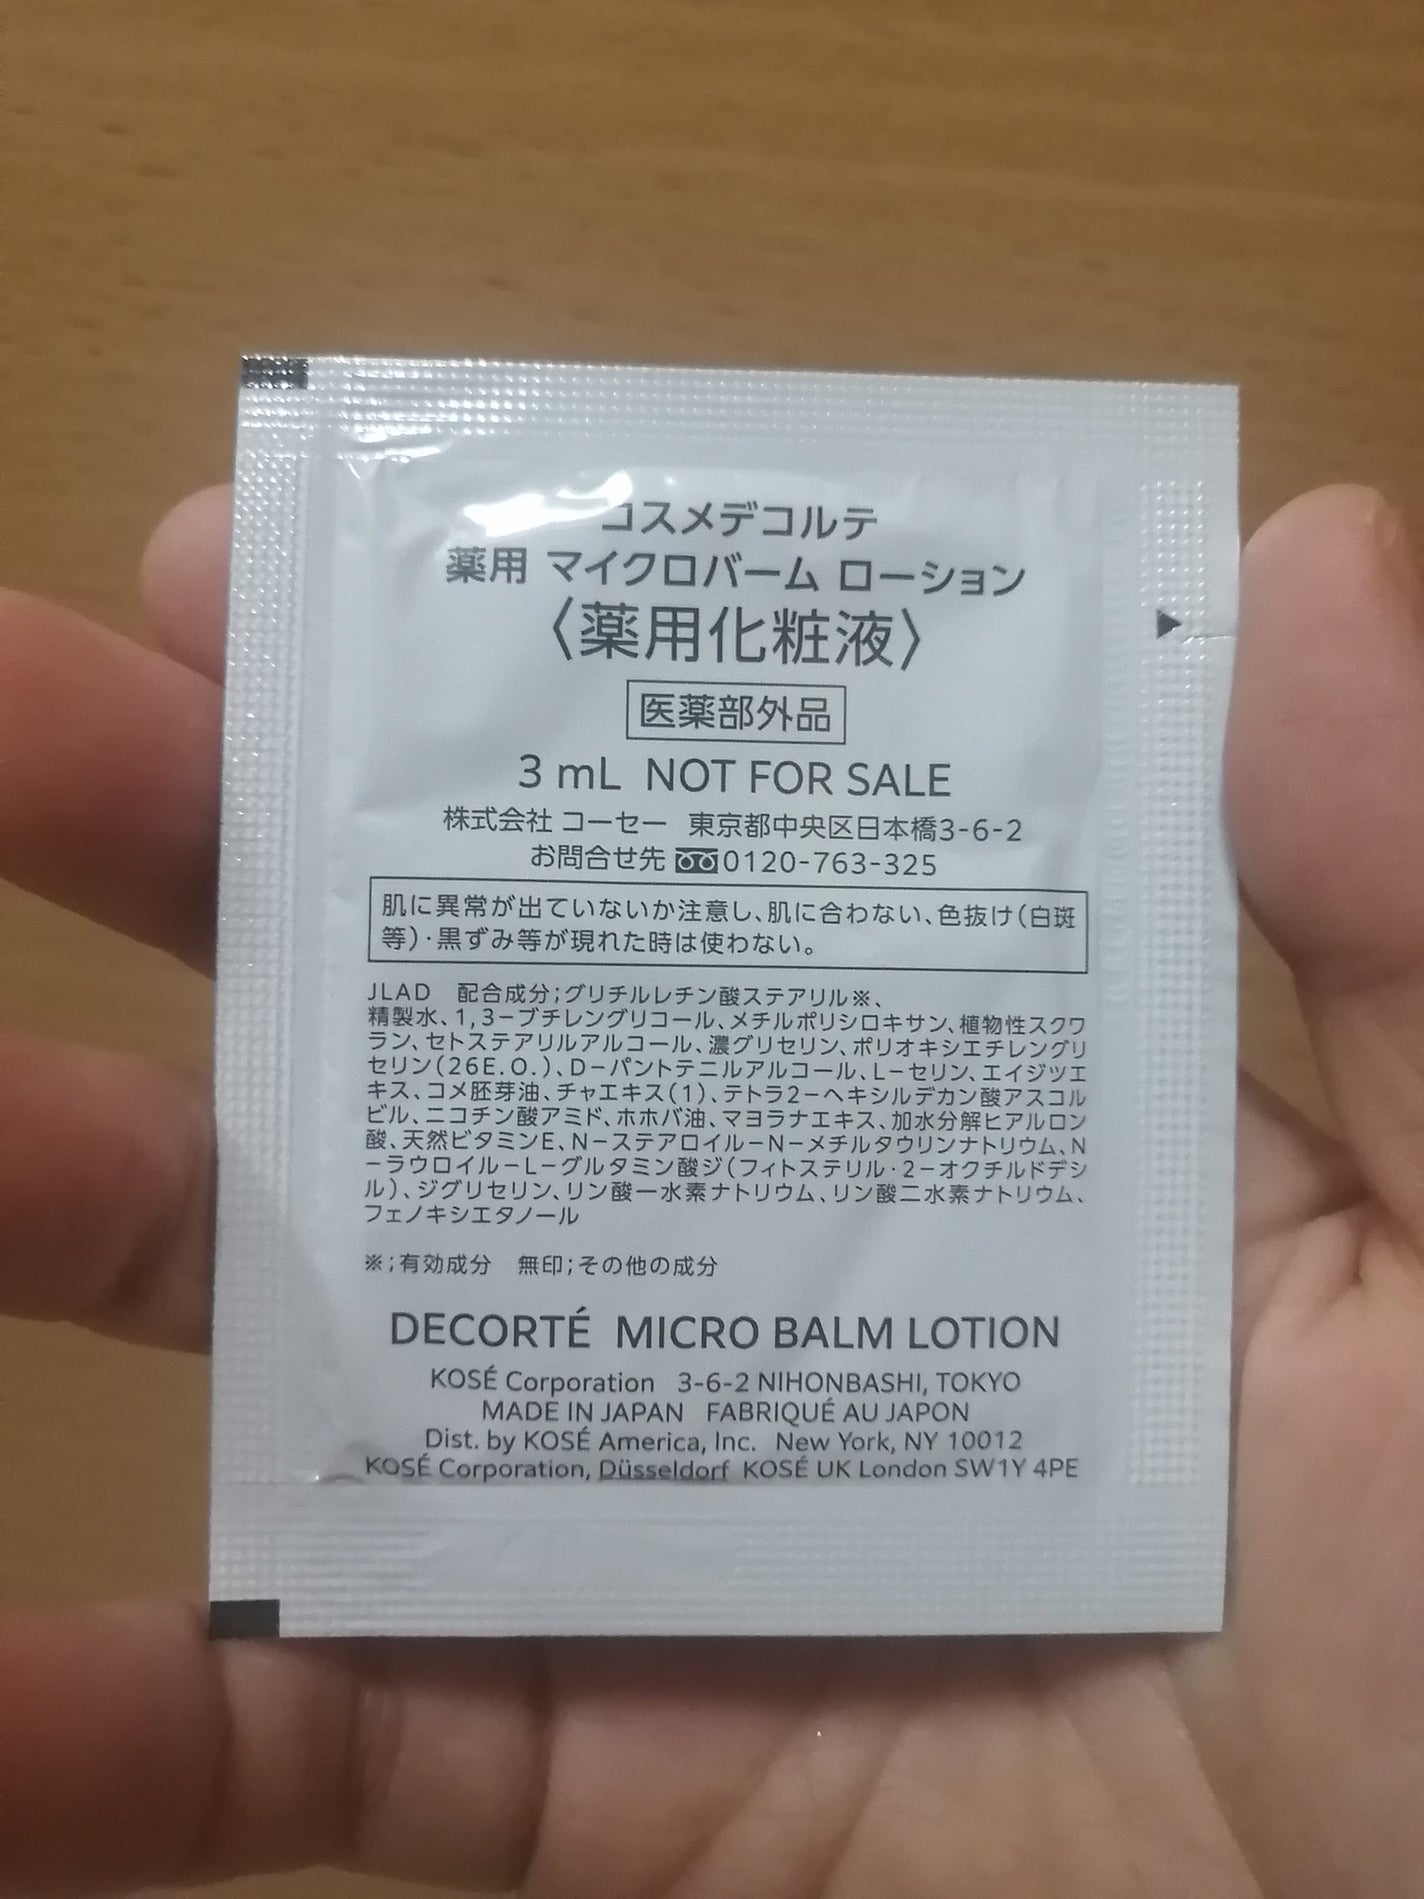 コスメデコルテ
薬用 マイクロバーム ローション
〈薬用化粧液〉
医薬部外品
3 mL NOT FOR SALE
株式会社 コーセー 東京都中央区日本橋3-6-2
お問合せ先 0120-763-325
肌に異常が出ていないか注意し、肌に合わない、色抜け(白斑
等)・黒ずみ等が現れた時は使わない。
JLAD 配合成分;グリチルレチン酸ステアリル※、
精製水、1,3−ブチレングリコール、メチルポリシロキサン、植物性スクワ
ラン、セトステアリルアルコール、濃グリセリン、ポリオキシエチレングリ
セリン(26E.O.)、D−パントテニルアルコール、L−セリン、エイジツエ
キス、コメ胚芽油、チャエキス(1)、テトラ2−ヘキシルデカン酸アスコル
ビル、ニコチン酸アミド、ホホバ油、マヨラナエキス、加水分解ヒアルロン
酸、天然ビタミンE、N−ステアロイル−N−メチルタウリンナトリウム、N
−ラウロイル−L−グルタミン酸ジ(フィトステリル・2−オクチルドデシ
ル)、ジグリセリン、リン酸一水素ナトリウム、リン酸二水素ナトリウム、
フェノキシエタノール
※;有効成分 無印;その他の成分
DECORTÉ MICRO BALM LOTION
KOSÉ Corporation 3-6-2 NIHONBASHI, TOKYO
MADE IN JAPAN FABRIQUÉ AU JAPON
Dist. by KOSÉ America, Inc. New York, NY 10012
KOSÉ Corporation, Düsseldorf KOSÉ UK London SW1Y 4PE